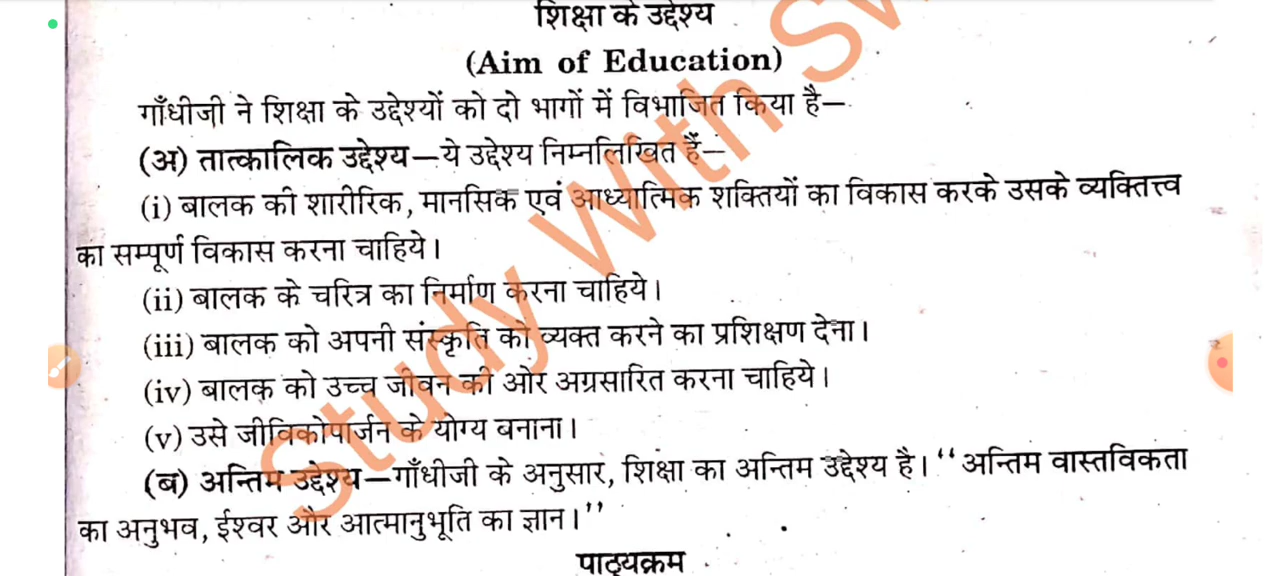 शिक्षा के उद्देश्य
(Aim of Education)
गाँधीजी ने शिक्षा के उद्देश्यों को दो भागों में विभाजित किया है—
(अ) तात्कालिक उद्देश्य—ये उद्देश्य निम्नलिखित हैं—
(i) बालक की शारीरिक, मानसिक एवं आध्यात्मिक शक्तियों का विकास करके उसके व्यक्तित्त्व
का सम्पूर्ण विकास करना चाहिये।
(ii) बालक के चरित्र का निर्माण करना चाहिये।
(iii) बालक को अपनी संस्कृति को व्यक्त करने का प्रशिक्षण देना।
(iv) बालक को उच्च जीवन की ओर अग्रसारित करना चाहिये।
(v) उसे जीविकोपार्जन के योग्य बनाना।
(ब) अन्तिम उद्देश्य—गाँधीजी के अनुसार, शिक्षा का अन्तिम उद्देश्य है। “अन्तिम वास्तविकता
का अनुभव, ईश्वर और आत्मानुभूति का ज्ञान।”
पाठ्यक्रम
Study With